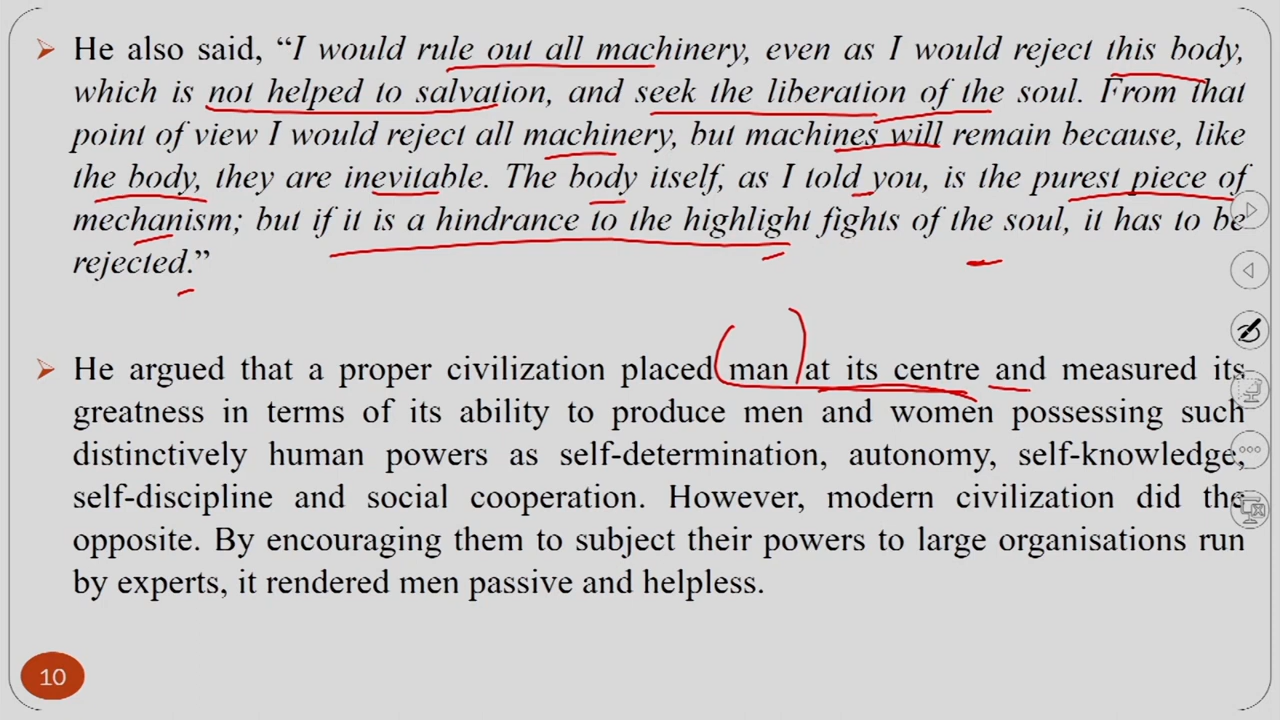 He also said, “I would rule out all machinery, even as I would reject this body,
which is not helped to salvation, and seek the liberation of the soul. From that
point of view I would reject all machinery, but machines will remain because, like
the body, they are inevitable. The body itself, as I told you, is the purest piece of
mechanism; but if it is a hindrance to the highlight fights of the soul, it has to be
rejected.”
He argued that a proper civilization placed man at its centre and measured its
greatness in terms of its ability to produce men and women possessing such
distinctively human powers as self-determination, autonomy, self-knowledge,
self-discipline and social cooperation. However, modern civilization did the
opposite. By encouraging them to subject their powers to large organisations run
by experts, it rendered men passive and helpless.
10